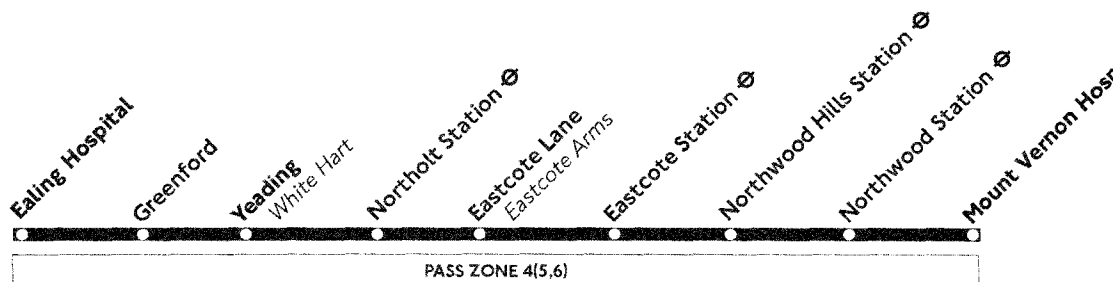 Ealing Hospital
Greenford
Yeading
White Hart
Northolt Station
Eastcote Lane
Eastcote Arms
Eastcote Station
Northwood Hills Station
Northwood Station
Mount Vernon Hosp
PASS ZONE 4(5,6)